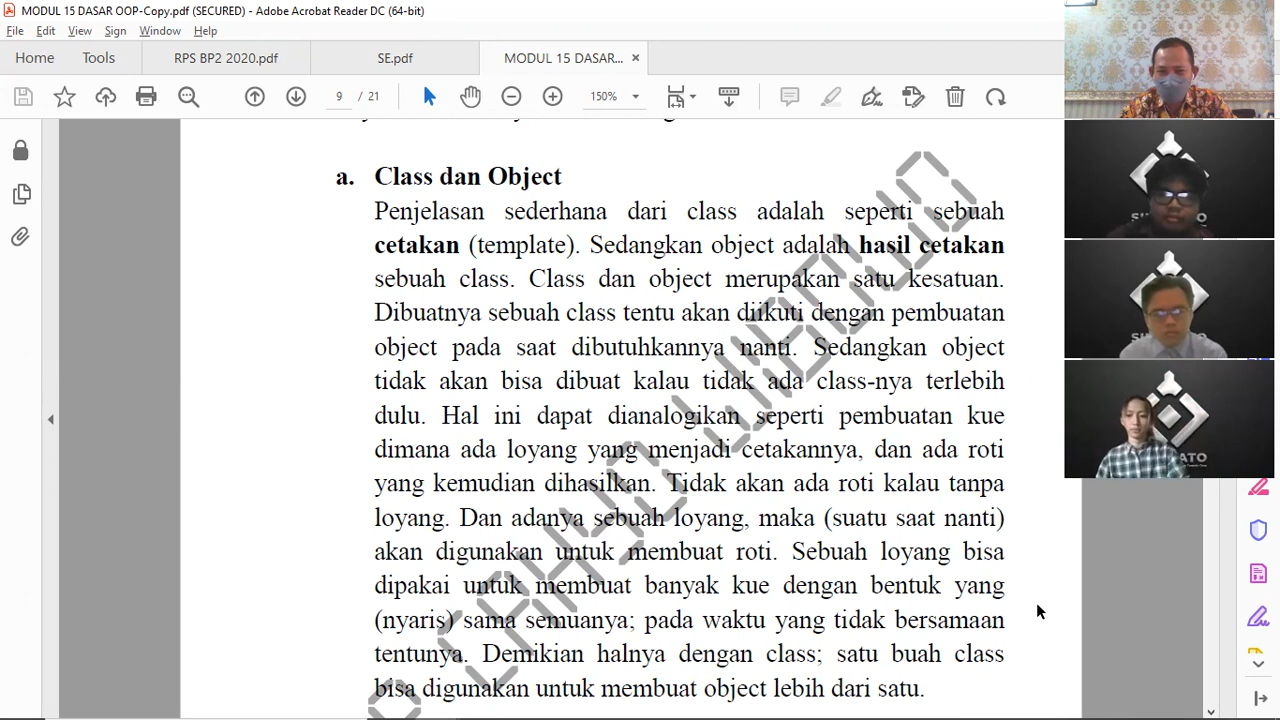 MODUL 15 DASAR OOP-Copy.pdf (SECURED) - Adobe Acrobat Reader DC (64-bit)
File Edit View Sign Window Help
Home Tools RPS BP2 2020.pdf SE.pdf MODUL 15 DASAR... ×
9 / 21 150%
a. Class dan Object
Penjelasan sederhana dari class adalah seperti sebuah
cetakan (template). Sedangkan object adalah hasil cetakan
sebuah class. Class dan object merupakan satu kesatuan.
Dibuatnya sebuah class tentu akan diikuti dengan pembuatan
object pada saat dibutuhkannya nanti. Sedangkan object
tidak akan bisa dibuat kalau tidak ada class-nya terlebih
dulu. Hal ini dapat dianalogikan seperti pembuatan kue
dimana ada loyang yang menjadi cetakannya, dan ada roti
yang kemudian dihasilkan. Tidak akan ada roti kalau tanpa
loyang. Dan adanya sebuah loyang, maka (suatu saat nanti)
akan digunakan untuk membuat roti. Sebuah loyang bisa
dipakai untuk membuat banyak kue dengan bentuk yang
(nyaris) sama semuanya; pada waktu yang tidak bersamaan
tentunya. Demikian halnya dengan class; satu buah class
bisa digunakan untuk membuat object lebih dari satu.